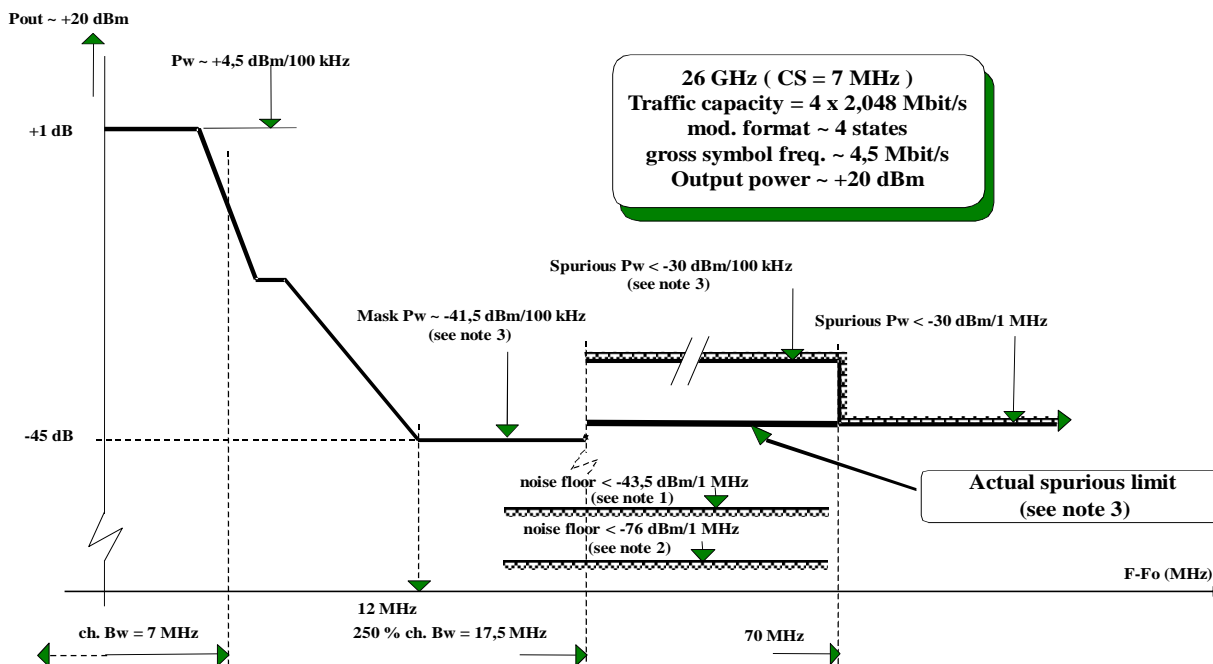 Pout ~ +20 dBm
Pw ~ +4,5 dBm/100 kHz
+1 dB
26 GHz ( CS = 7 MHz )
Traffic capacity = 4 x 2,048 Mbit/s
mod. format ~ 4 states
gross symbol freq. ~ 4,5 Mbit/s
Output power ~ +20 dBm
Spurious Pw < -30 dBm/100 kHz
(see note 3)
Mask Pw ~ -41,5 dBm/100 kHz
(see note 3)
Spurious Pw < -30 dBm/1 MHz
-45 dB
noise floor < -43,5 dBm/1 MHz
(see note 1)
noise floor < -76 dBm/1 MHz
(see note 2)
Actual spurious limit
(see note 3)
F-Fo (MHz)
12 MHz
ch. Bw = 7 MHz
250 % ch. Bw = 17,5 MHz
70 MHz